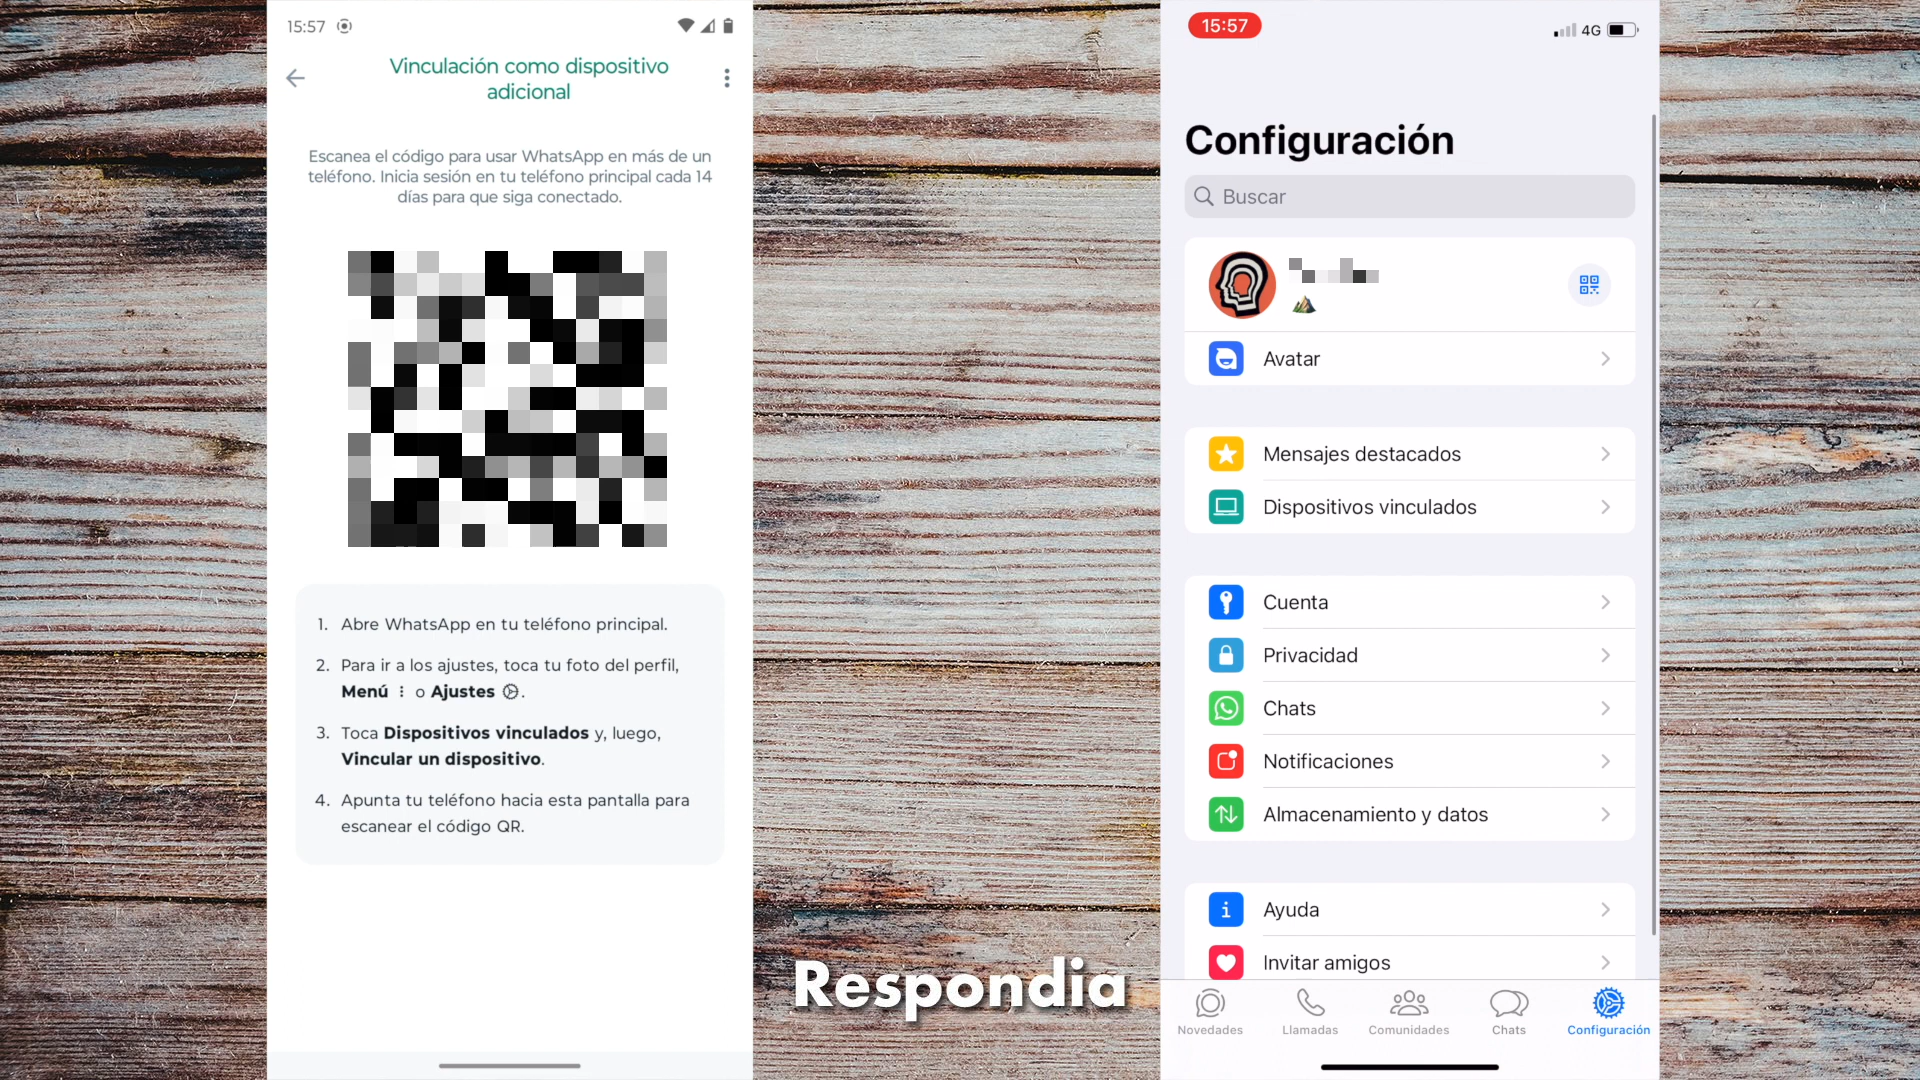 15:57
Vinculación como dispositivo
adicional
Escanea el código para usar WhatsApp en más de un
teléfono. Inicia sesión en tu teléfono principal cada 14
días para que siga conectado.
1. Abre WhatsApp en tu teléfono principal.
2. Para ir a los ajustes, toca tu foto del perfil,
Menú ⋮ o Ajustes .
3. Toca Dispositivos vinculados y, luego,
Vincular un dispositivo.
4. Apunta tu teléfono hacia esta pantalla para
escanear el código QR.
Respondia
15:57
4G
Configuración
Buscar
Avatar
Mensajes destacados
Dispositivos vinculados
Cuenta
Privacidad
Chats
Notificaciones
Almacenamiento y datos
Ayuda
Invitar amigos
Novedades
Llamadas
Comunidades
Chats
Configuración